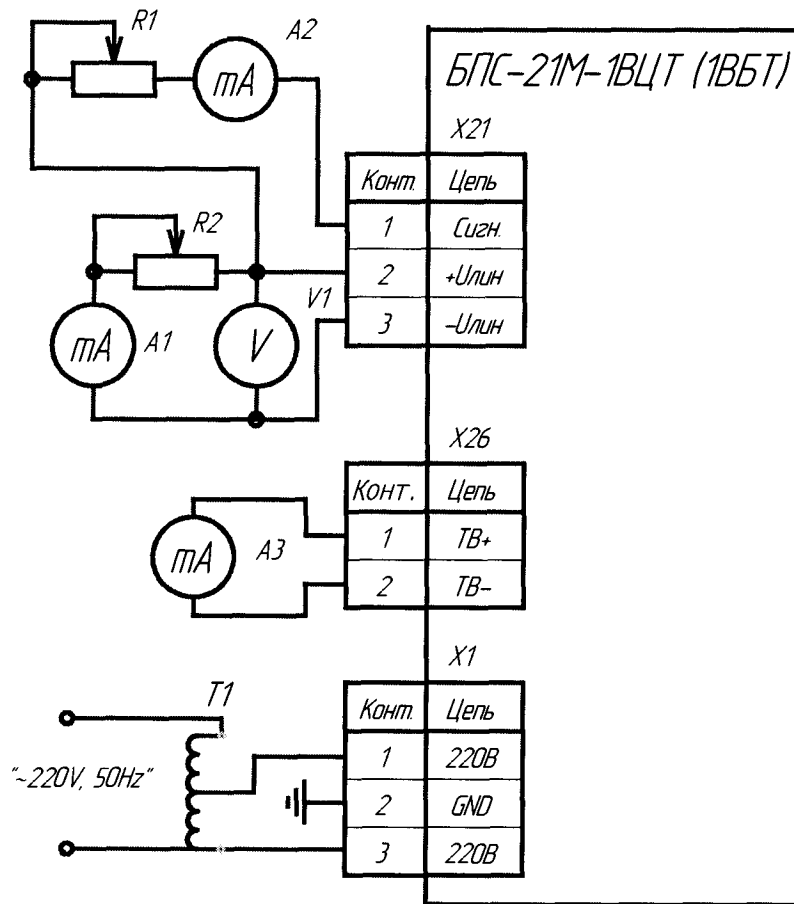 R1
A2
mA
БПС-21М-1ВЦТ (1ВБТ)
X21
Конт. Цепь
1 Сигн.
2 +Uлин
3 -Uлин
R2
V1
mA A1
V
X26
Конт. Цепь
1 ТВ+
2 ТВ-
mA A3
X1
Конт. Цепь
1 220В
2 GND
3 220В
T1
"~220V, 50Hz"